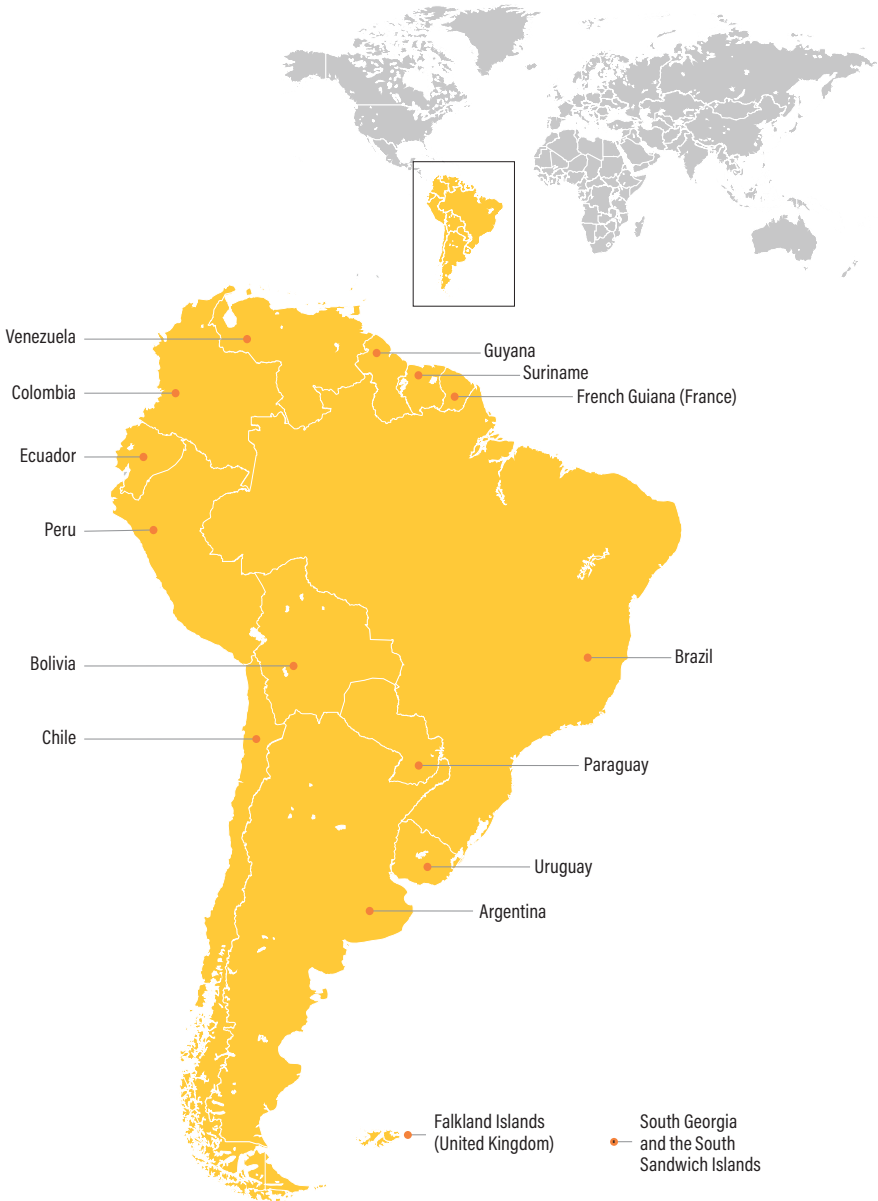 Venezuela
Guyana
Suriname
Colombia
French Guiana (France)
Ecuador
Peru
Brazil
Bolivia
Chile
Paraguay
Uruguay
Argentina
Falkland Islands
(United Kingdom)
South Georgia
and the South
Sandwich Islands